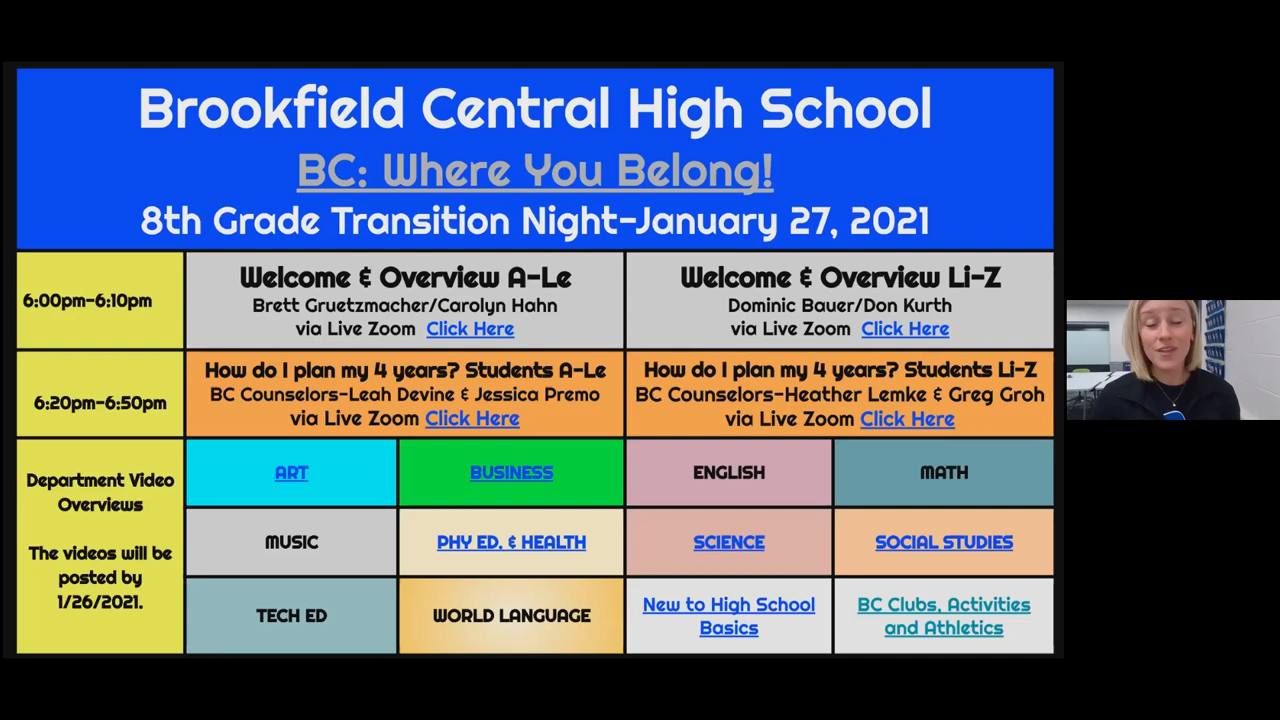 Brookfield Central High School
BC: Where You Belong!
8th Grade Transition Night-January 27, 2021
6:00pm-6:10pm
Welcome & Overview A-Le
Brett Gruetzmacher/Carolyn Hahn
via Live Zoom Click Here
Welcome & Overview Li-Z
Dominic Bauer/Don Kurth
via Live Zoom Click Here
6:20pm-6:50pm
How do I plan my 4 years? Students A-Le
BC Counselors-Leah Devine & Jessica Premo
via Live Zoom Click Here
How do I plan my 4 years? Students Li-Z
BC Counselors-Heather Lemke & Greg Groh
via Live Zoom Click Here
Department Video
Overviews
The videos will be
posted by
1/26/2021.
ART
BUSINESS
ENGLISH
MATH
MUSIC
PHY ED. & HEALTH
SCIENCE
SOCIAL STUDIES
TECH ED
WORLD LANGUAGE
New to High School
Basics
BC Clubs, Activities
and Athletics